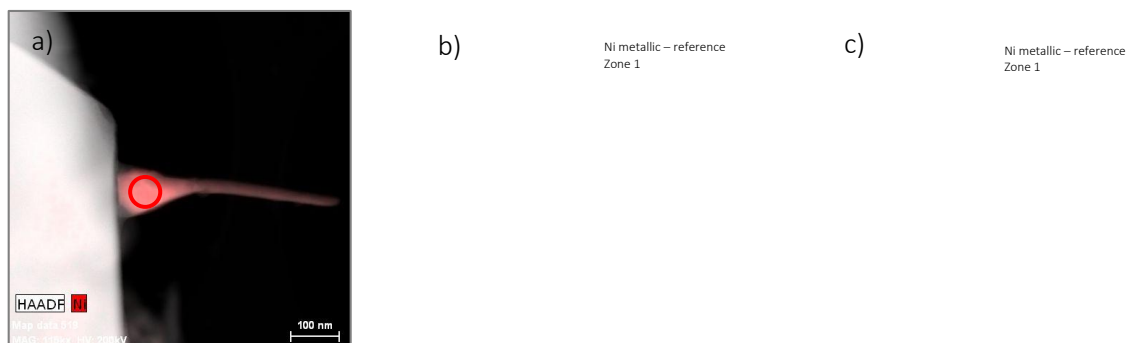 a)
b)
Ni metallic – reference
Zone 1
c)
Ni metallic – reference
Zone 1
HAADF Ni
100 nm